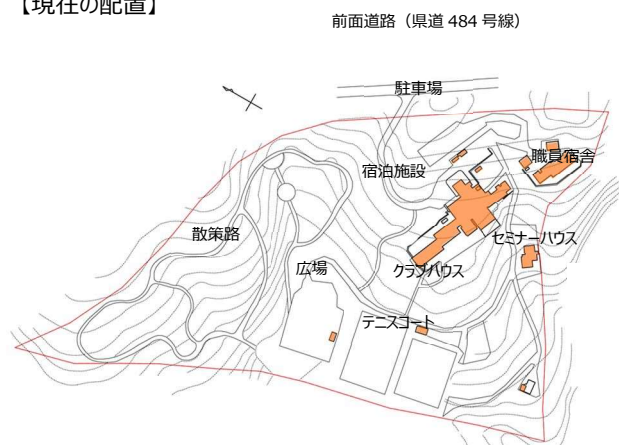 【現在の配置】
前面道路（県道 484 号線）
駐車場
職員宿舎
宿泊施設
散策路
セミナーハウス
広場
クラブハウス
テニスコート